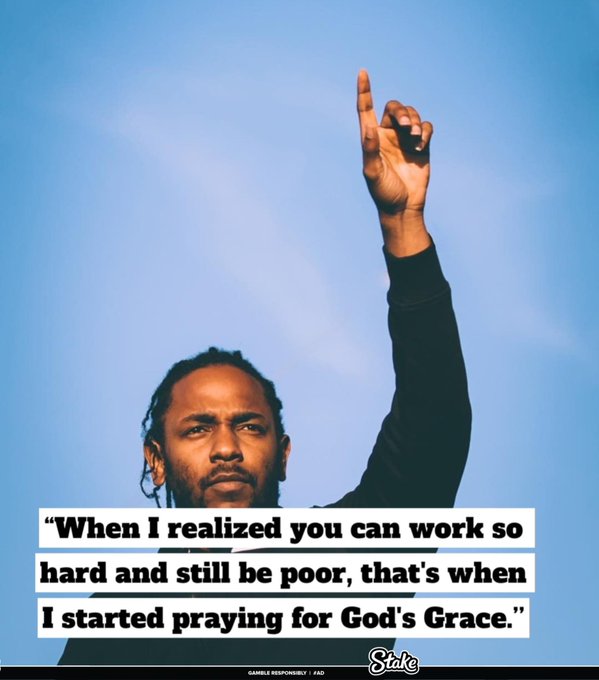 “When I realized you can work so
hard and still be poor, that's when
I started praying for God's Grace.”
Stake
GAMBLE RESPONSIBLY | #AD